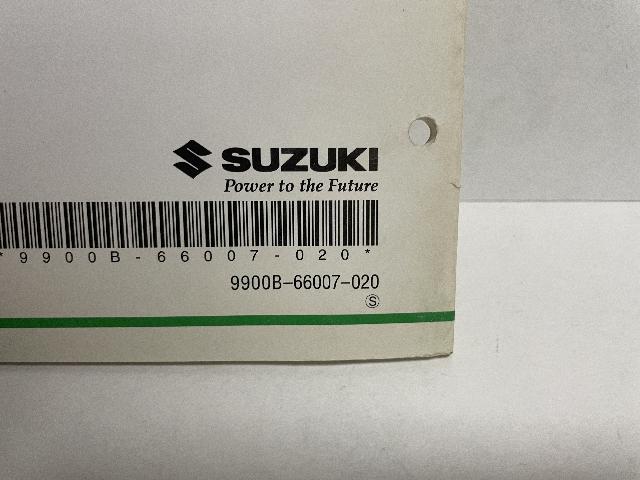 SUZUKI
Power to the Future
*9900B-66007-020*
9900B-66007-020
S